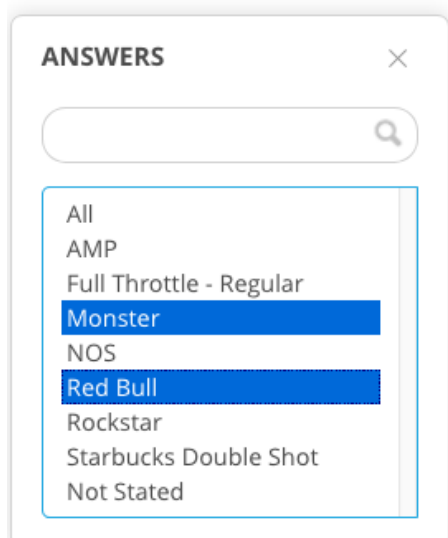 ANSWERS
All
AMP
Full Throttle - Regular
Monster
NOS
Red Bull
Rockstar
Starbucks Double Shot
Not Stated